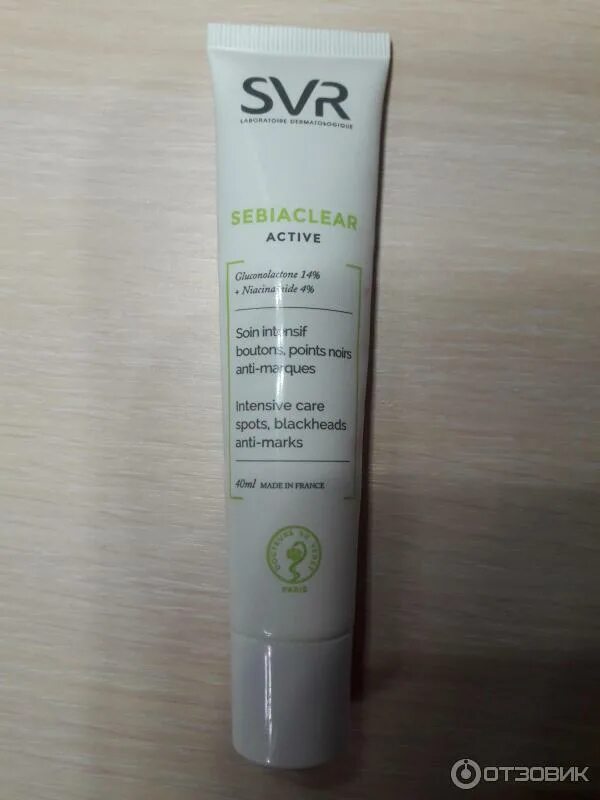 SVR
LABORATOIRE DERMATOLOGIQUE
SEBIACLEAR
ACTIVE
Gluconolactone 14%
+ Niacinamide 4%
Soin intensif
boutons, points noirs
anti-marques
Intensive care
spots, blackheads
anti-marks
40ml MADE IN FRANCE
PARIS
ОТЗОВИК